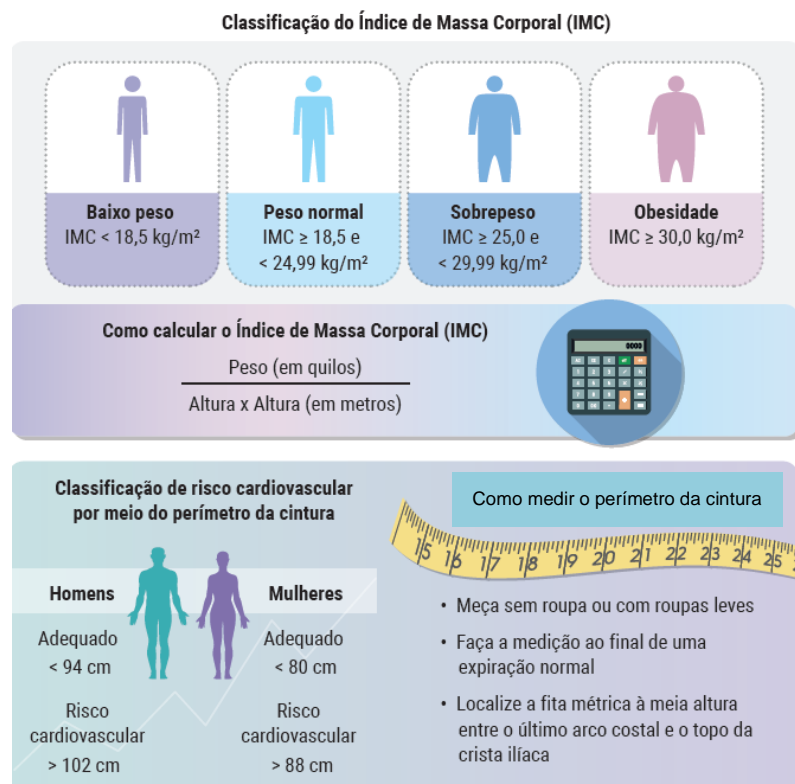 Classificação do Índice de Massa Corporal (IMC)
Baixo peso
IMC < 18,5 kg/m²
Peso normal
IMC ≥ 18,5 e
< 24,99 kg/m²
Sobrepeso
IMC ≥ 25,0 e
< 29,99 kg/m²
Obesidade
IMC ≥ 30,0 kg/m²
Como calcular o Índice de Massa Corporal (IMC)
Peso (em quilos)
Altura x Altura (em metros)
0000
Classificação de risco cardiovascular
por meio do perímetro da cintura
Homens
Adequado
< 94 cm
Risco
cardiovascular
> 102 cm
Mulheres
Adequado
< 80 cm
Risco
cardiovascular
> 88 cm
Como medir o perímetro da cintura
15 16 17 18 19 20 21 22 23 24 25
• Meça sem roupa ou com roupas leves
• Faça a medição ao final de uma
expiração normal
• Localize a fita métrica à meia altura
entre o último arco costal e o topo da
crista ilíaca